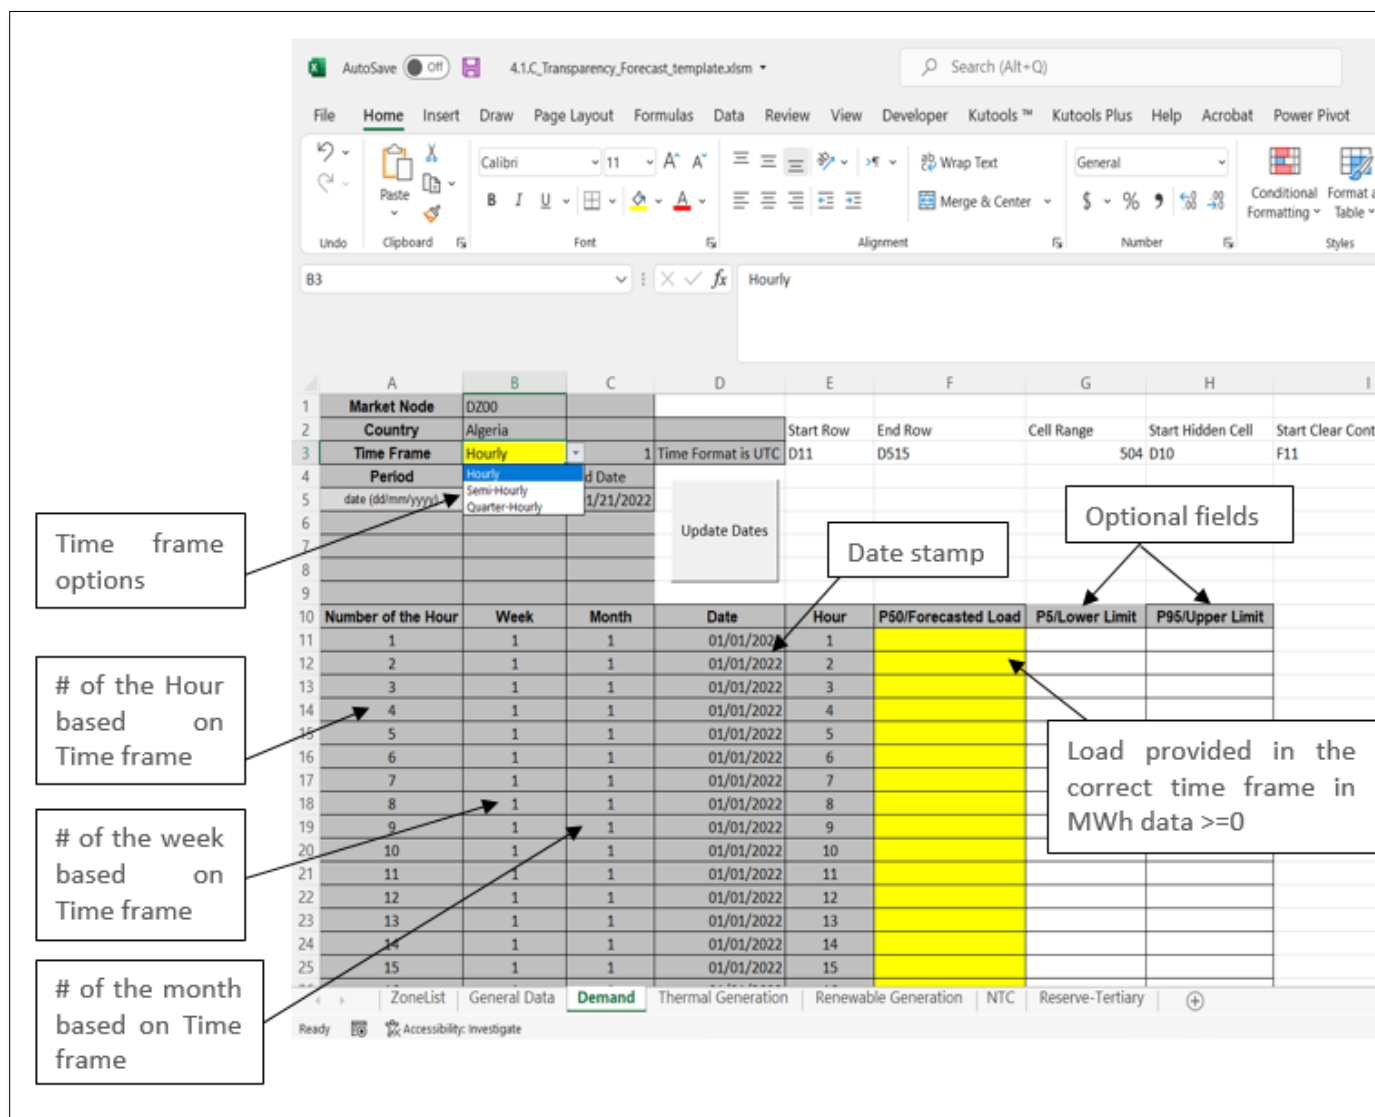 AutoSave Off 4.1.C_Transparency_Forecast_template.xlsm Search (Alt+Q)
File Home Insert Draw Page Layout Formulas Data Review View Developer Kutools ™ Kutools Plus Help Acrobat Power Pivot
Calibri 11 A^ Aˇ Wrap Text General
Paste B I U A Merge & Center $ % Conditional Formatting Format a Table
Undo Clipboard Font Alignment Number Styles
B3 fx Hourly
A B C D E F G H I
1 Market Node DZ00
2 Country Algeria Start Row End Row Cell Range Start Hidden Cell Start Clear Cont
3 Time Frame Hourly 1 Time Format is UTC D11 D515 504 D10 F11
4 Period Hourly d Date
5 date (dd/mm/yyyy) Semi-Hourly 1/21/2022
Quarter-Hourly
6
7
8
9
Update Dates
Time frame
options
Date stamp
Optional fields
10 Number of the Hour Week Month Date Hour P50/Forecasted Load P5/Lower Limit P95/Upper Limit
11 1 1 1 01/01/202 1
12 2 1 1 01/01/2022 2
13 3 1 1 01/01/2022 3
14 4 1 1 01/01/2022 4
15 5 1 1 01/01/2022 5
16 6 1 1 01/01/2022 6
17 7 1 1 01/01/2022 7
18 8 1 1 01/01/2022 8
19 9 1 1 01/01/2022 9
20 10 1 1 01/01/2022 10
21 11 1 1 01/01/2022 11
22 12 1 1 01/01/2022 12
23 13 1 1 01/01/2022 13
24 14 1 1 01/01/2022 14
25 15 1 1 01/01/2022 15
# of the Hour
based on
Time frame
# of the week
based on
Time frame
# of the month
based on Time
frame
Load provided in the
correct time frame in
MWh data >=0
ZoneList General Data Demand Thermal Generation Renewable Generation NTC Reserve-Tertiary
Ready Accessibility: Investigate